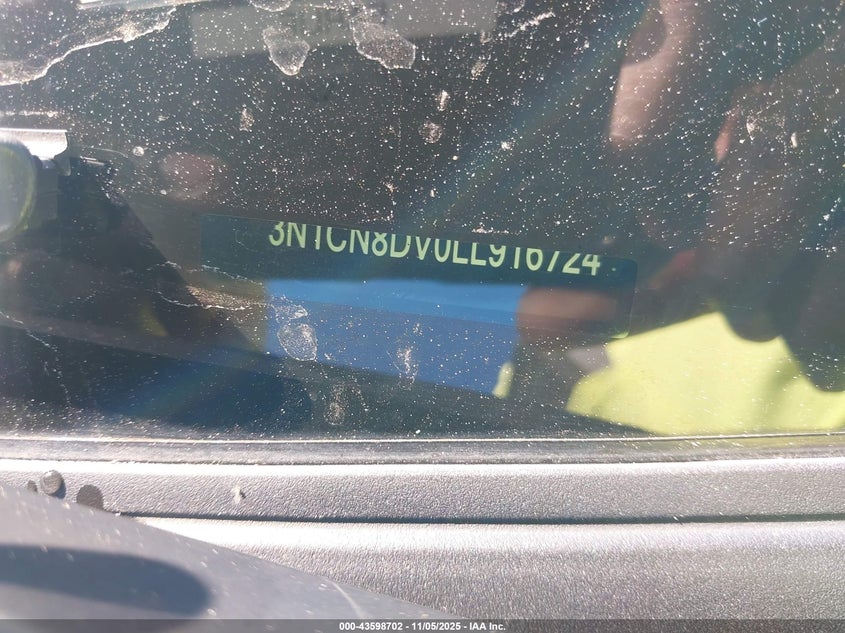 3N1CN8DV0LL916724
000-43598702 - 11/05/2025 - IAA Inc.